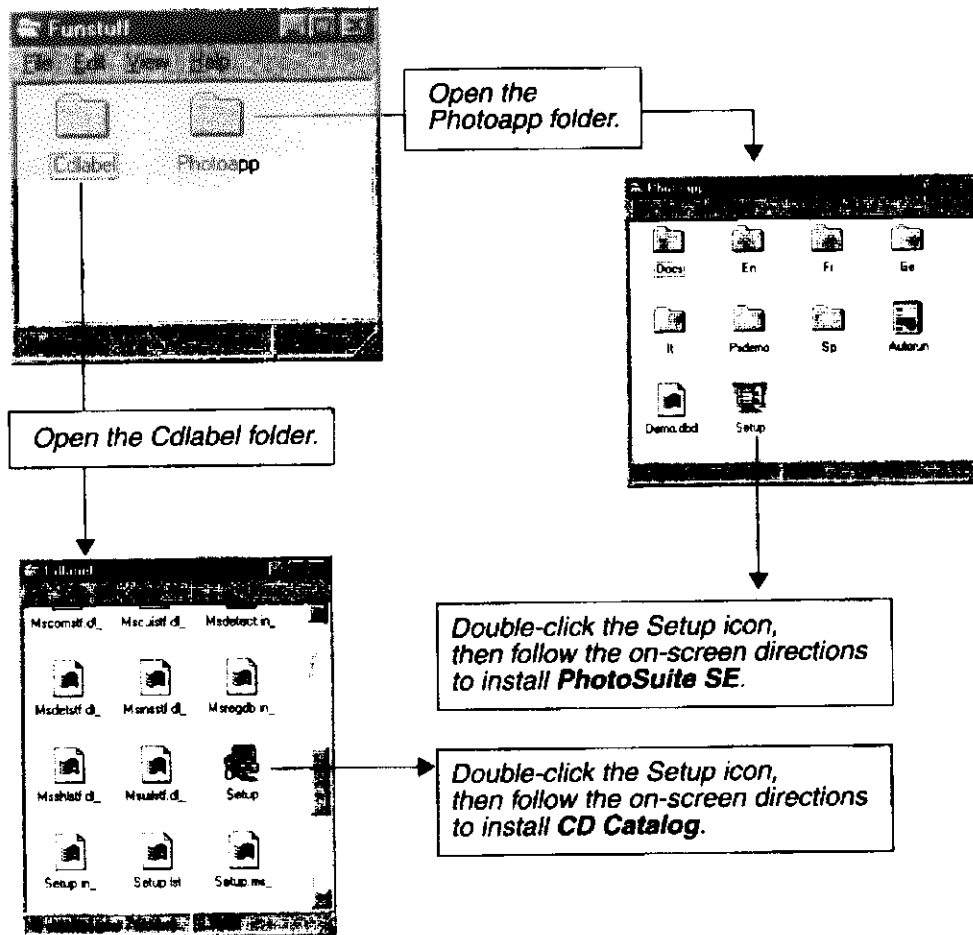 Funstuff
File Edit View Help
Cdlabel Photoapp
Open the
Photoapp folder.
Photoapp
Docs En Fr Ge
It Psdemo Sp Autorun
Demo.dbd Setup
Open the Cdlabel folder.
Cdlabel
Mscomstf.dl_ Mscuistf.dl_ Msdetect.in_
Msdetstf.dl_ Msinsstf.dl_ Msregdb.in_
Msshlstf.dl_ Msuilstf.dl_ Setup
Setup.in_ Setup.lst Setup.ms_
Double-click the Setup icon,
then follow the on-screen directions
to install PhotoSuite SE.
Double-click the Setup icon,
then follow the on-screen directions
to install CD Catalog.